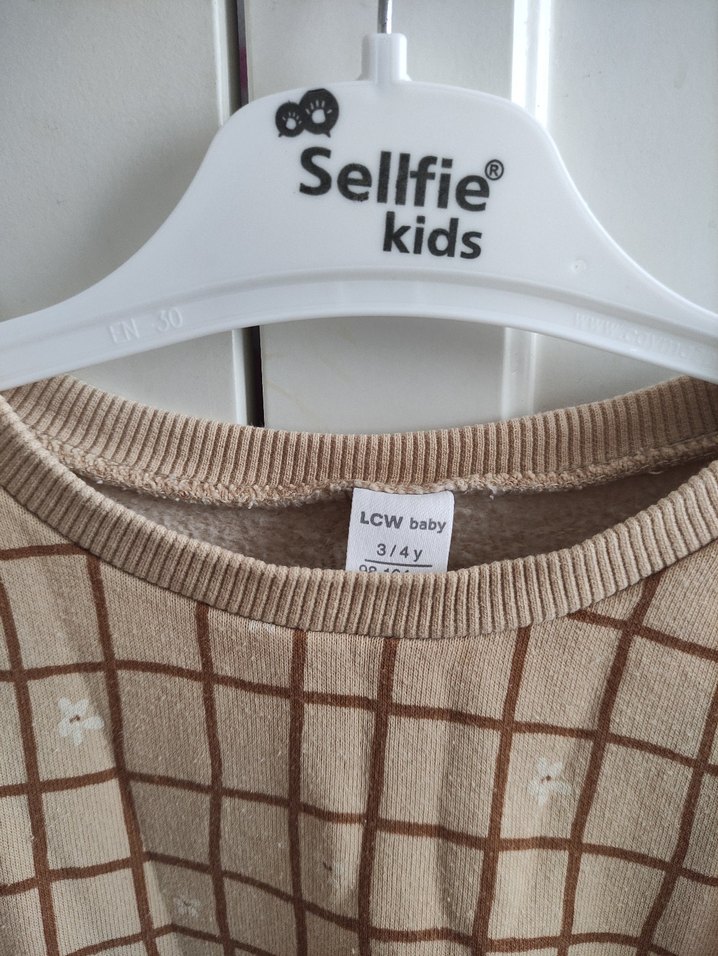 Sellfie®
kids
EN -30
LCW baby
3/4 y